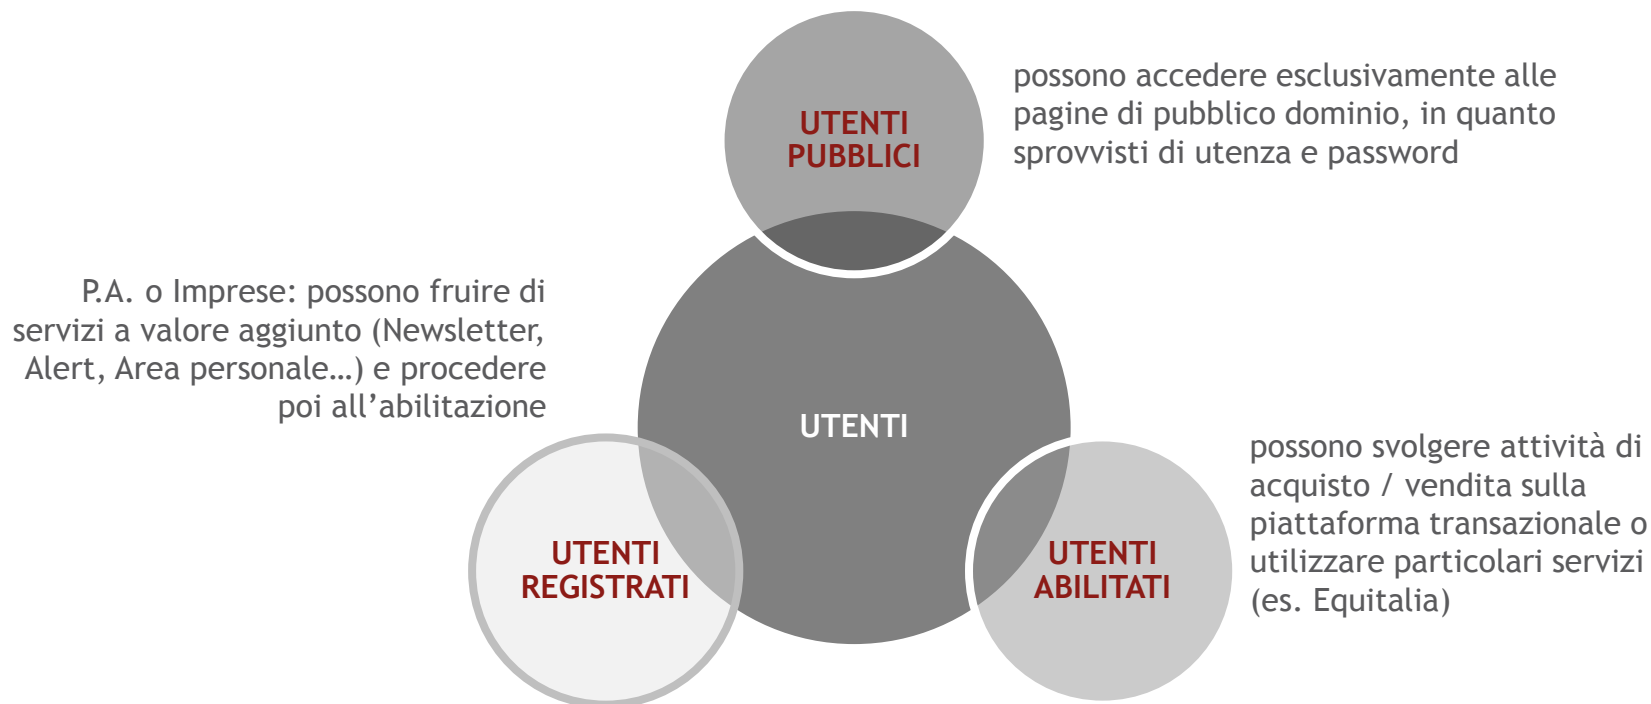 UTENTI
PUBBLICI
possono accedere esclusivamente alle
pagine di pubblico dominio, in quanto
sprovvisti di utenza e password
P.A. o Imprese: possono fruire di
servizi a valore aggiunto (Newsletter,
Alert, Area personale…) e procedere
poi all’abilitazione
UTENTI
UTENTI
REGISTRATI
UTENTI
ABILITATI
possono svolgere attività di
acquisto / vendita sulla
piattaforma transazionale o
utilizzare particolari servizi
(es. Equitalia)